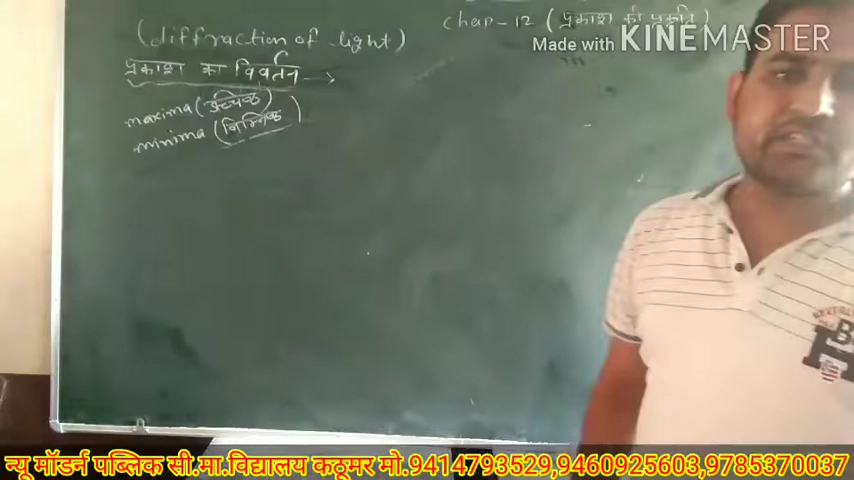 (diffraction of light)
chap-12 (प्रकाश की प्रकृति)
Made with KINEMASTER
प्रकाश का विवर्तन →
maxima (उच्चिष्ठ)
minima (निम्निष्ठ)
न्यू मॉडर्न पब्लिक सी.मा.विद्यालय कठूमर मो.9414793529,9460925603,9785370037